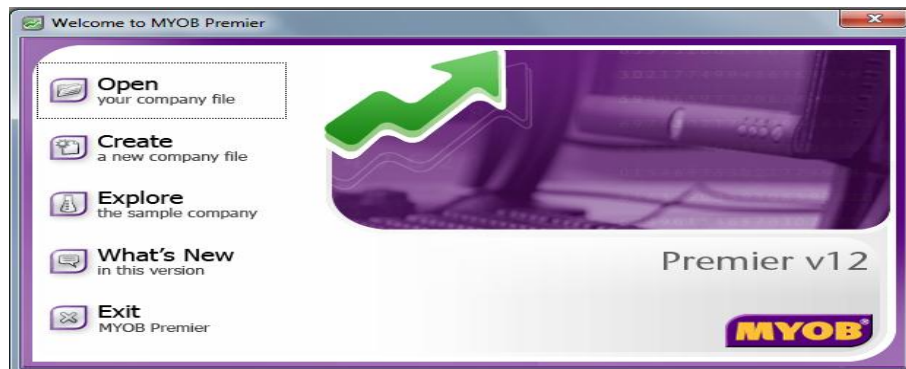 Welcome to MYOB Premier
Open
your company file
Create
a new company file
Explore
the sample company
What's New
in this version
Exit
MYOB Premier
Premier v12
MYOB®